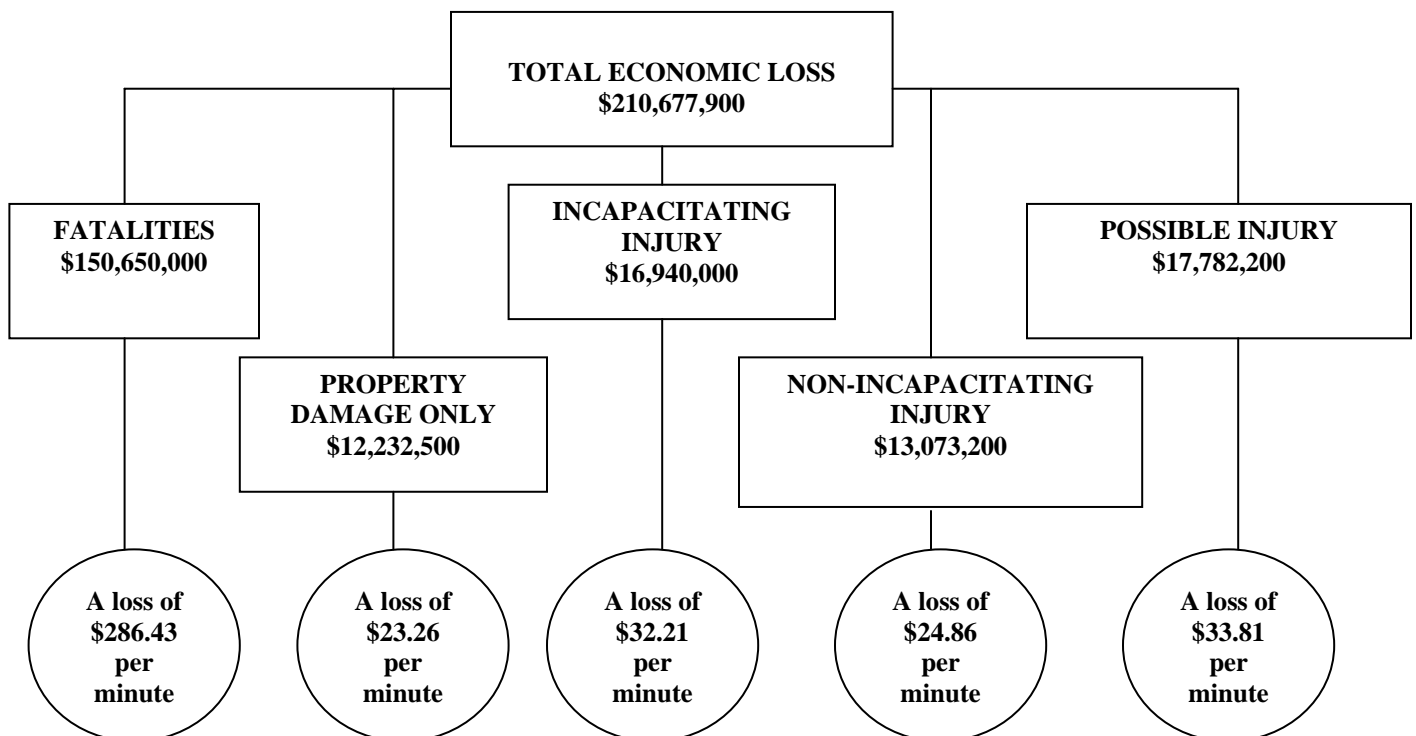 TOTAL ECONOMIC LOSS
$210,677,900
FATALITIES
$150,650,000
INCAPACITATING
INJURY
$16,940,000
POSSIBLE INJURY
$17,782,200
PROPERTY
DAMAGE ONLY
$12,232,500
NON-INCAPACITATING
INJURY
$13,073,200
A loss of
$286.43
per
minute
A loss of
$23.26
per
minute
A loss of
$32.21
per
minute
A loss of
$24.86
per
minute
A loss of
$33.81
per
minute